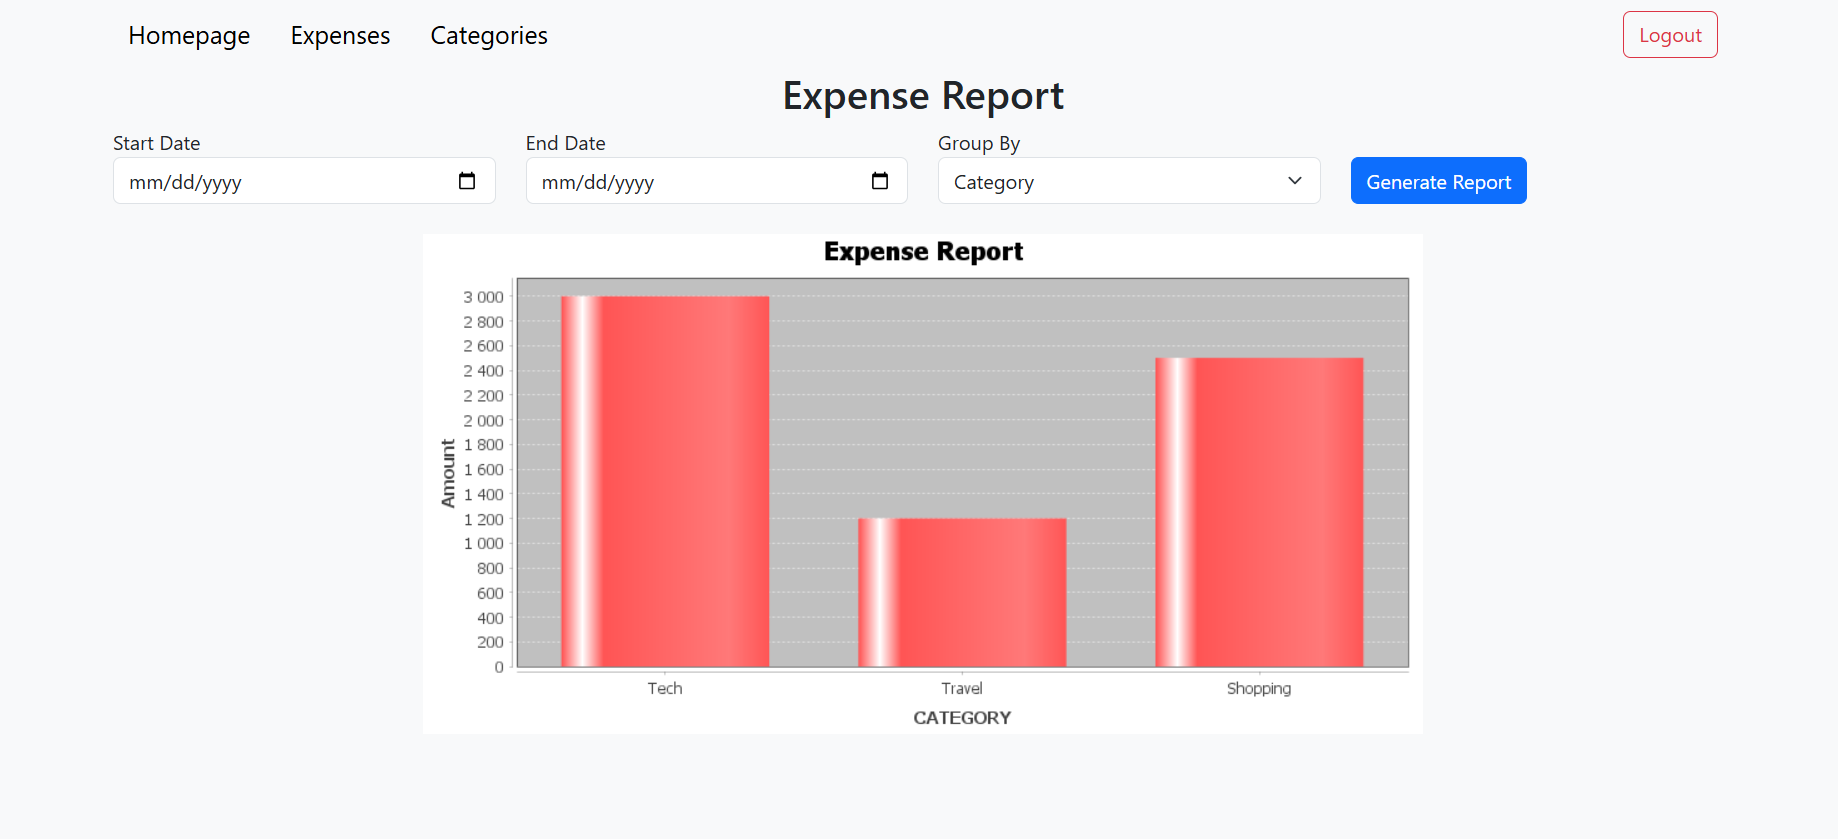 Homepage Expenses Categories Logout
Expense Report
Start Date End Date Group By
mm/dd/yyyy mm/dd/yyyy Category Generate Report
Expense Report
3 000
2 800
2 600
2 400
2 200
2 000
1 800
1 600
1 400
1 200
1 000
800
600
400
200
0
Amount
Tech Travel Shopping
CATEGORY